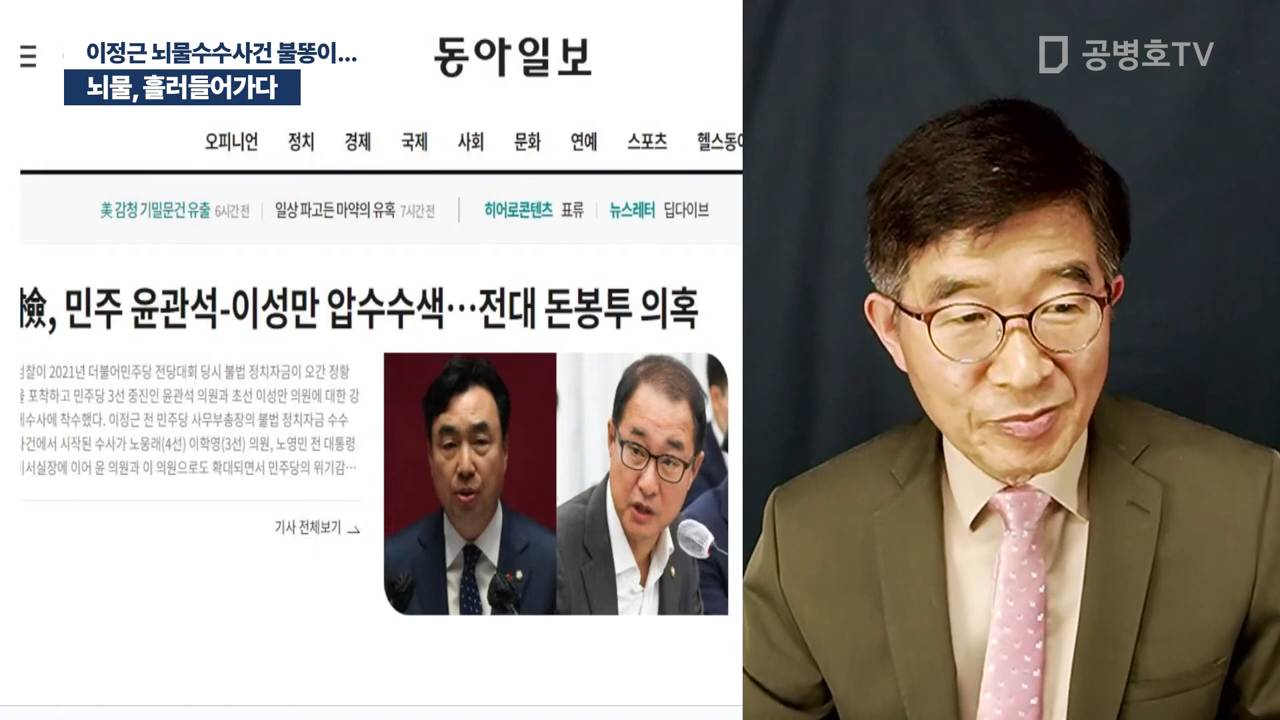 이정근 뇌물수수사건 불똥이...
뇌물, 흘러들어가다
동아일보
공병호TV
오피니언 정치 경제 국제 사회 문화 연예 스포츠 헬스동아
美 감청 기밀문건 유출 6시간전 일상 파고든 마약의 유혹 7시간전 히어로콘텐츠 표류 뉴스레터 딥다이브
檢, 민주 윤관석-이성만 압수수색…전대 돈봉투 의혹
검찰이 2021년 더불어민주당 전당대회 당시 불법 정치자금이 오간 정황
을 포착하고 민주당 3선 중진인 윤관석 의원과 초선 이성만 의원에 대한 강
제수사에 착수했다. 이정근 전 민주당 사무부총장의 불법 정치자금 수수
사건에서 시작된 수사가 노웅래(4선) 이학영(3선) 의원, 노영민 전 대통령
비서실장에 이어 윤 의원과 이 의원으로도 확대되면서 민주당의 위기감…
기사 전체보기